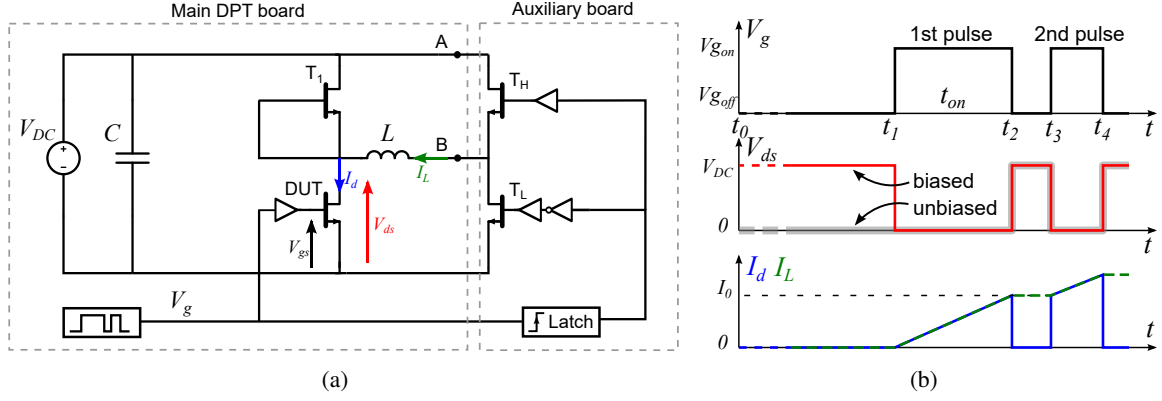 Main DPT board
Auxiliary board
A
T1
TH
VDC
C
L
B
Id
IL
DUT
TL
Vgs
Vds
Vg
Latch
(a)
Vg
1st pulse
2nd pulse
Vgon
Vgoff
ton
t0
t1
t2
t3
t4
t
Vds
VDC
biased
unbiased
0
t
Id IL
I0
0
t
(b)